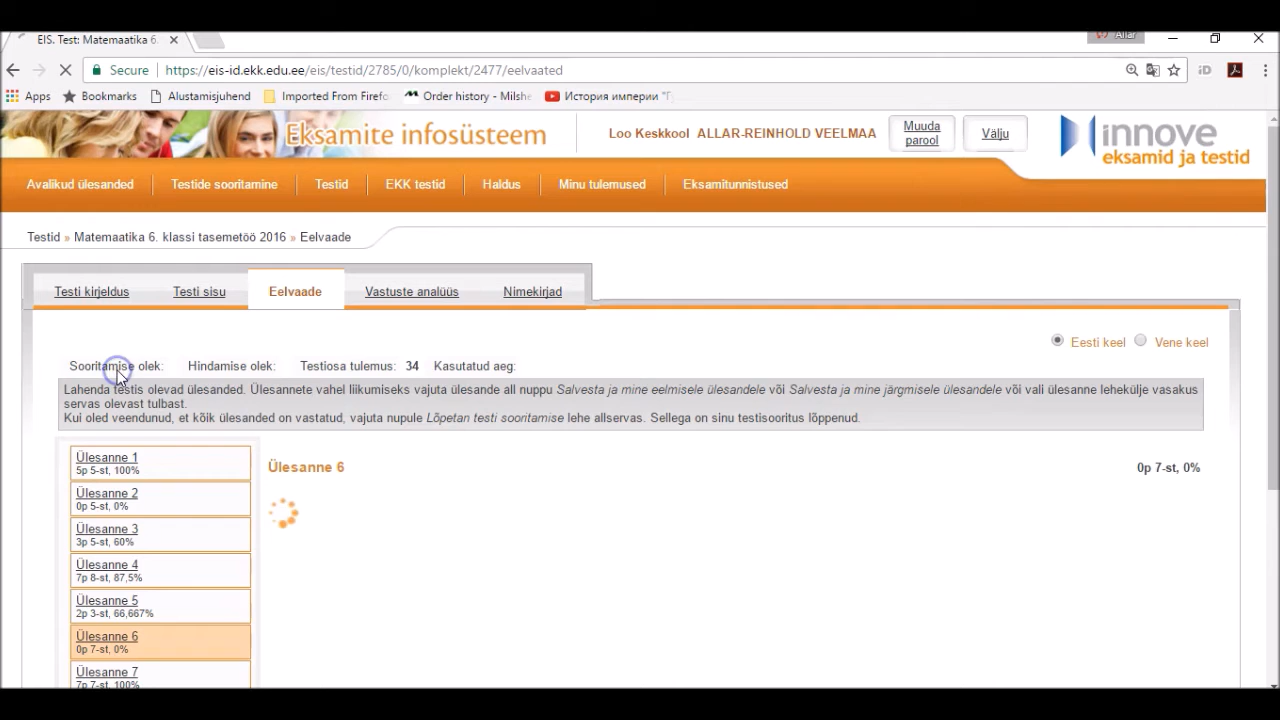 EIS. Test: Matemaatika 6.
Allar
Secure https://eis-id.ekk.edu.ee/eis/testid/2785/0/komplekt/2477/eelvaated
Apps Bookmarks Alustamisjuhend Imported From Firefo Order history - Milshe История империи "Г
Eksamite infosüsteem
Loo Keskkool ALLAR-REINHOLD VEELMAA
Muuda parool
Välju
innove
eksamid ja testid
Avalikud ülesanded Testide sooritamine Testid EKK testid Haldus Minu tulemused Eksamitunnistused
Testid » Matemaatika 6. klassi tasemetöö 2016 » Eelvaade
Testi kirjeldus Testi sisu Eelvaade Vastuste analüüs Nimekirjad
Eesti keel Vene keel
Sooritamise olek: Hindamise olek: Testiosa tulemus: 34 Kasutatud aeg:
Lahenda testis olevad ülesanded. Ülesannete vahel liikumiseks vajuta ülesande all nuppu Salvesta ja mine eelmisele ülesandele või Salvesta ja mine järgmisele ülesandele või vali ülesanne lehekülje vasakus
servas olevast tulbast.
Kui oled veendunud, et kõik ülesanded on vastatud, vajuta nupule Lõpetan testi sooritamise lehe allservas. Sellega on sinu testisooritus lõppenud.
Ülesanne 1
5p 5-st, 100%
Ülesanne 2
0p 5-st, 0%
Ülesanne 3
3p 5-st, 60%
Ülesanne 4
7p 8-st, 87,5%
Ülesanne 5
2p 3-st, 66,667%
Ülesanne 6
0p 7-st, 0%
Ülesanne 7
7p 7-st, 100%
Ülesanne 6
0p 7-st, 0%